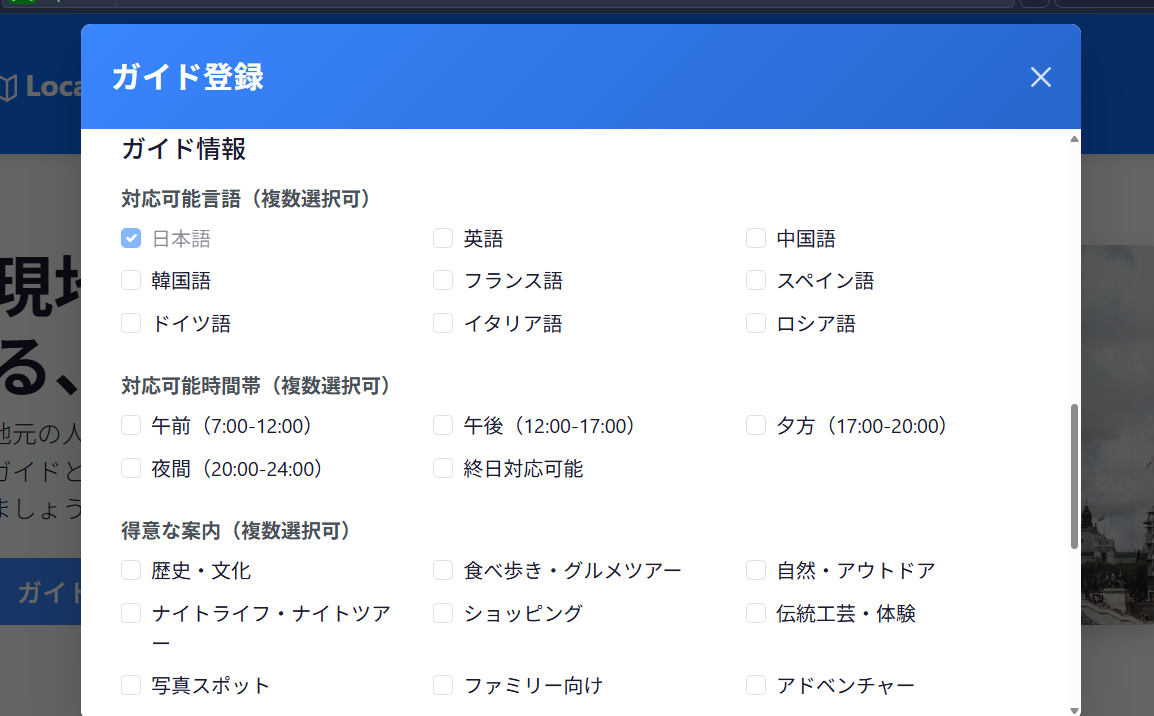 ガイド登録
Loca
ガイド情報
対応可能言語（複数選択可）
日本語 英語 中国語
韓国語 フランス語 スペイン語
ドイツ語 イタリア語 ロシア語
対応可能時間帯（複数選択可）
午前（7:00-12:00） 午後（12:00-17:00） 夕方（17:00-20:00）
夜間（20:00-24:00） 終日対応可能
得意な案内（複数選択可）
歴史・文化 食べ歩き・グルメツアー 自然・アウトドア
ナイトライフ・ナイトツア
ー
ショッピング 伝統工芸・体験
写真スポット ファミリー向け アドベンチャー
現地
る、
地元の人
ガイドと
ましょう
ガイド